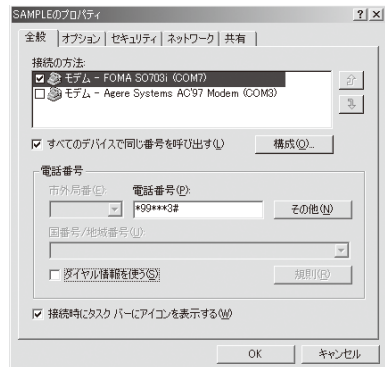 SAMPLEのプロパティ
全般 オプション セキュリティ ネットワーク 共有
接続の方法:
モデム - FOMA SO703i (COM7)
モデム - Agere Systems AC'97 Modem (COM3)
すべてのデバイスで同じ番号を呼び出す(L) 構成(O)...
電話番号
市外局番(E): 電話番号(P):
*99***3# その他(N)
国番号/地域番号(U):
ダイヤル情報を使う(S) 規則(R)
接続時にタスク バーにアイコンを表示する(W)
OK キャンセル